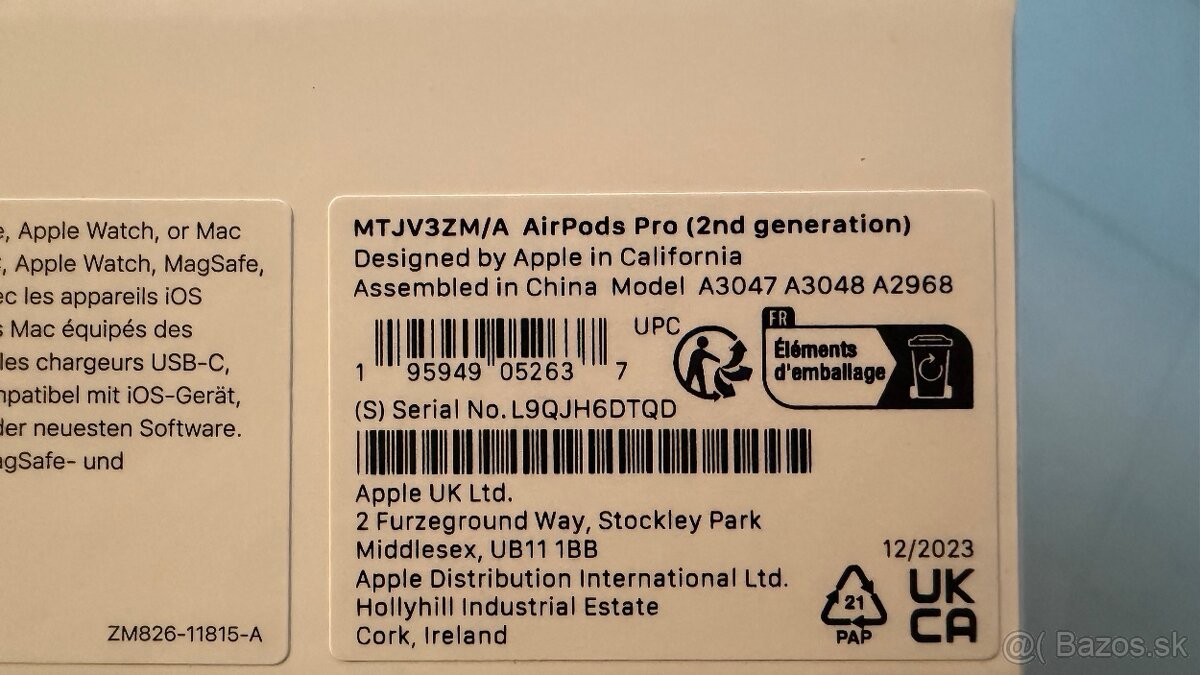 e, Apple Watch, or Mac
, Apple Watch, MagSafe,
ec les appareils iOS
s Mac équipés des
les chargeurs USB-C,
mpatibel mit iOS-Gerät,
der neuesten Software.
agSafe- und
ZM826-11815-A
MTJV3ZM/A AirPods Pro (2nd generation)
Designed by Apple in California
Assembled in China Model A3047 A3048 A2968
UPC
1 95949 05263 7
FR
Éléments
d'emballage
(S) Serial No. L9QJH6DTQD
Apple UK Ltd.
2 Furzeground Way, Stockley Park
Middlesex, UB11 1BB
Apple Distribution International Ltd.
Hollyhill Industrial Estate
Cork, Ireland
12/2023
21
PAP
UK
CA
@( Bazos.sk